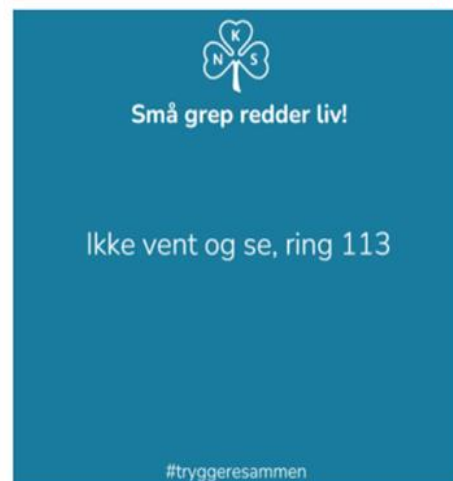 K
N S
Små grep redder liv!
Ikke vent og se, ring 113
#tryggeresammen